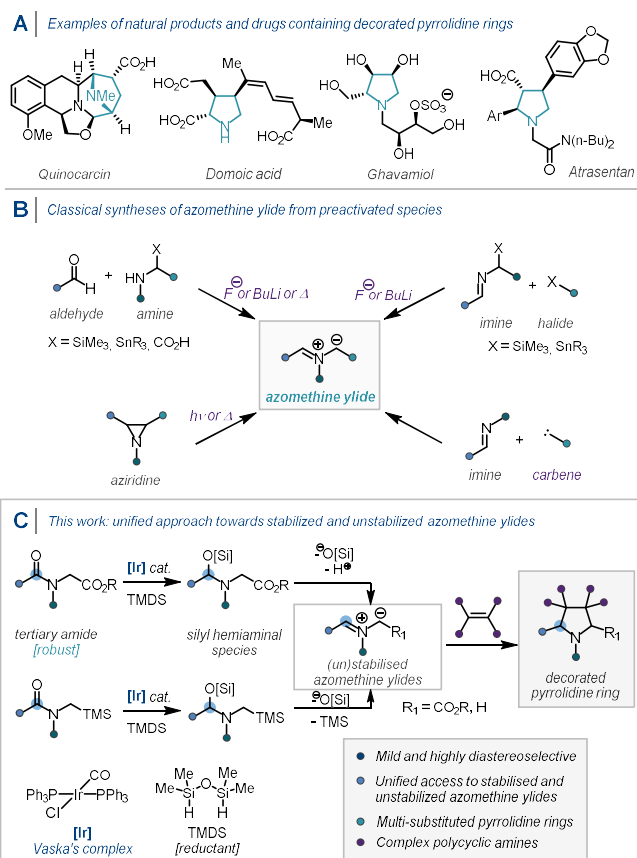 A Examples of natural products and drugs containing decorated pyrrolidine rings
H
H
CO2H
NMe
N
H
O
OMe
Quinocarcin
Me
HO2C
HO2C
N
H
HO2C
Me
Domoic acid
HO
OH
HO
N
OSO3 ⊖
OH
OH
Ghavamiol
O
O
HO2C
Ar
N
N(n-Bu)2
O
Atrasentan
B Classical syntheses of azomethine ylide from preactivated species
O
H
aldehyde
+
X
HN
amine
X = SiMe3, SnR3, CO2H
⊖
F or BuLi or Δ
⊖
F or BuLi
X
N
imine
+
X
halide
X = SiMe3, SnR3
⊕ ⊖
N
azomethine ylide
N
aziridine
hν or Δ
N
imine
+
:
carbene
C This work: unified approach towards stabilized and unstabilized azomethine ylides
O
N
CO2R
tertiary amide
[robust]
[Ir] cat.
TMDS
O[Si]
N
CO2R
silyl hemiaminal
species
⊖
-O[Si]
- H⊕
⊕ ⊖
N
R1
(un)stabilised
azomethine ylides
R1 = CO2R, H
N
R1
decorated
pyrrolidine ring
O
N
TMS
[Ir] cat.
TMDS
O[Si]
N
TMS
⊖
-O[Si]
- TMS
CO
Ph3P Ir PPh3
Cl
[Ir]
Vaska's complex
Me Me
Me Si O Si Me
H H
TMDS
[reductant]
Mild and highly diastereoselective
Unified access to stabilised and
unstabilized azomethine ylides
Multi-substituted pyrrolidine rings
Complex polycyclic amines